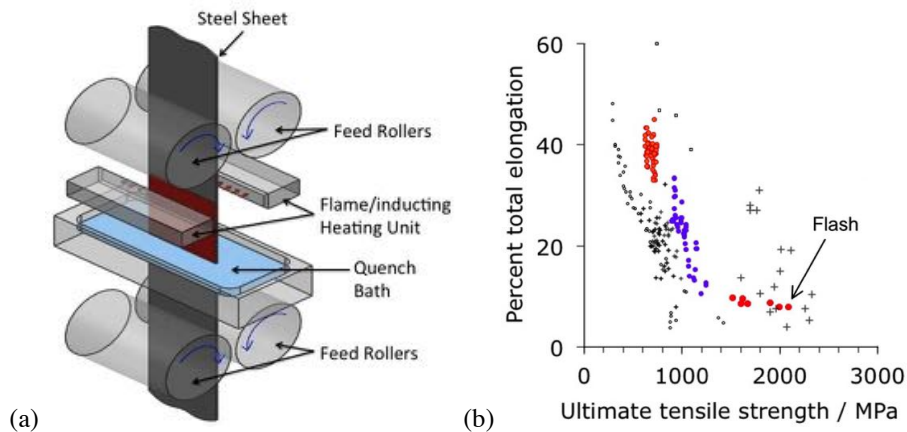 Steel Sheet
Feed Rollers
Flame/inducting
Heating Unit
Quench
Bath
Feed Rollers
(a)
Percent total elongation
60
40
20
0
Flash
0
1000
2000
3000
Ultimate tensile strength / MPa
(b)